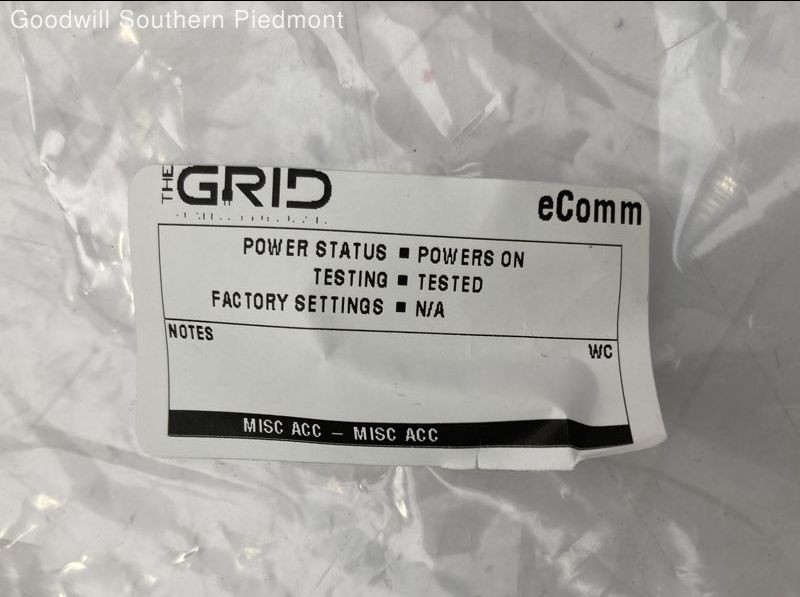 Goodwill Southern Piedmont
THE GRID
eComm
POWER STATUS ■ POWERS ON
TESTING ■ TESTED
FACTORY SETTINGS ■ N/A
NOTES
WC
MISC ACC – MISC ACC